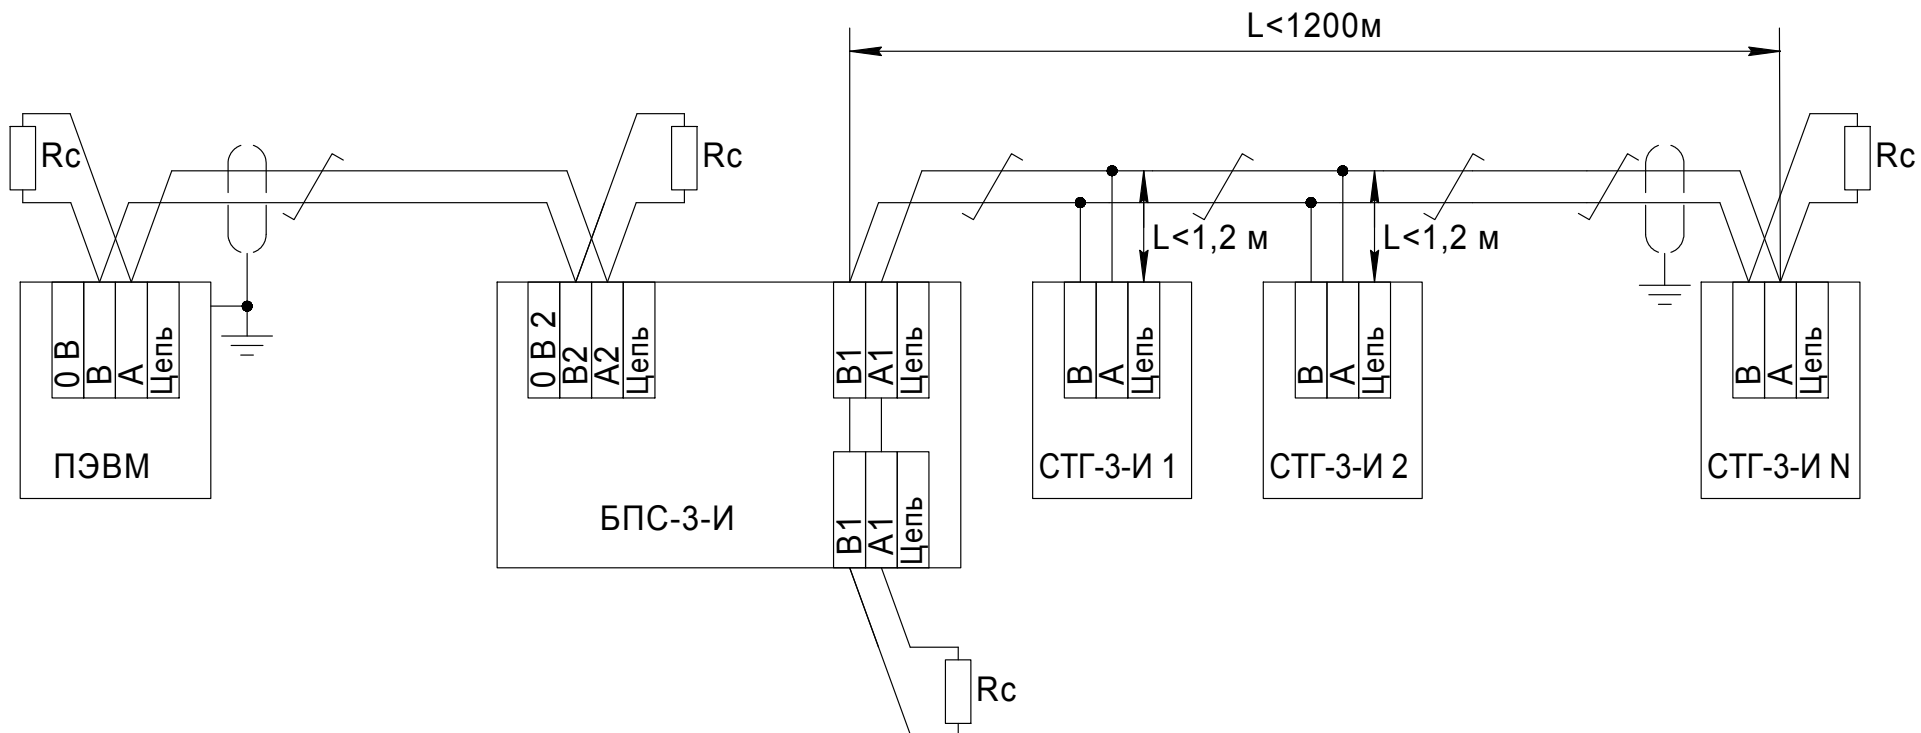 L<1200м
Rc
Rc
Rc
L<1,2 м
L<1,2 м
0 В
В
А
Цепь
ПЭВМ
0 В 2
В2
А2
Цепь
В1
А1
Цепь
В1
А1
Цепь
БПС-3-И
В
А
Цепь
СТГ-3-И 1
В
А
Цепь
СТГ-3-И 2
В
А
Цепь
СТГ-3-И N
Rc